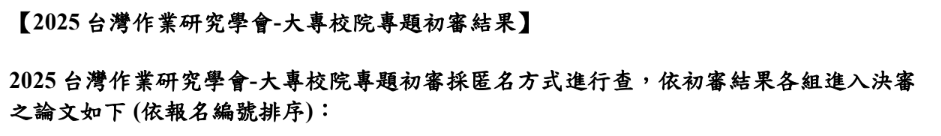 【2025 台灣作業研究學會-大專校院專題初審結果】
2025 台灣作業研究學會-大專校院專題初審採匿名方式進行查，依初審結果各組進入決審
之論文如下 (依報名編號排序)：